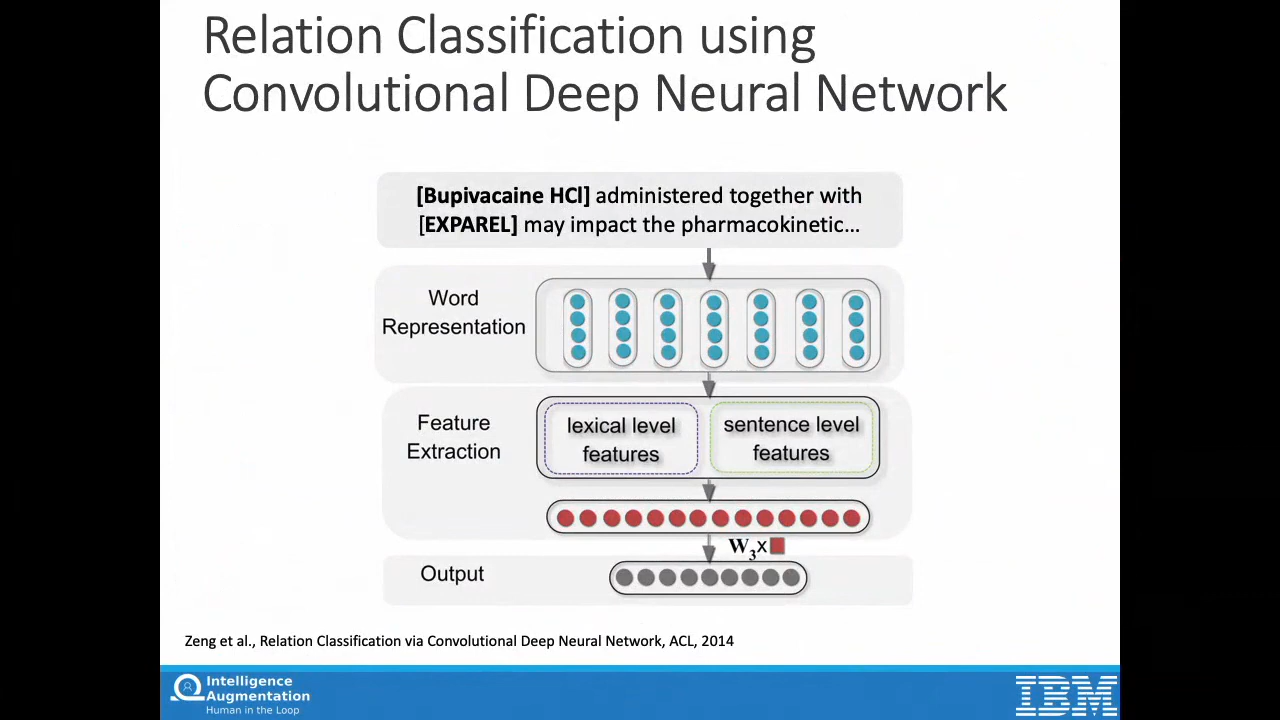 Relation Classification using
Convolutional Deep Neural Network
[Bupivacaine HCl] administered together with
[EXPAREL] may impact the pharmacokinetic…
Word
Representation
Feature
Extraction
lexical level
features
sentence level
features
W3x
Output
Zeng et al., Relation Classification via Convolutional Deep Neural Network, ACL, 2014
Intelligence
Augmentation
Human in the Loop
IBM